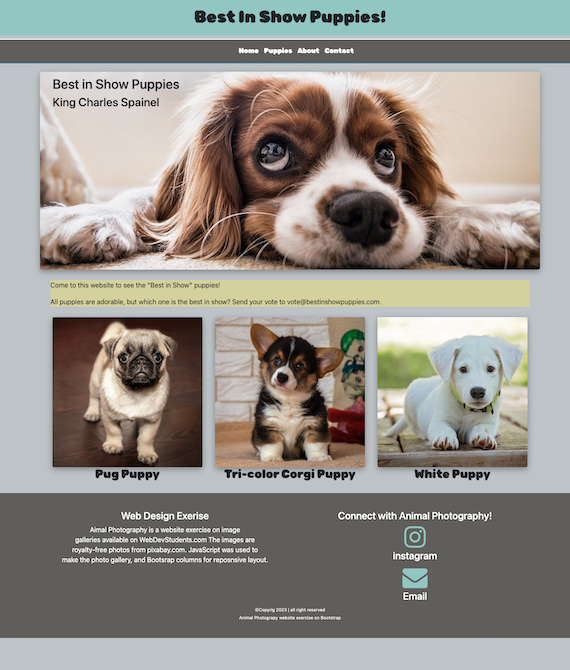 Best In Show Puppies!
Home Puppies About Contact
Best in Show Puppies
King Charles Spainel
Come to this website to see the "Best in Show" puppies!
All puppies are adorable, but which one is the best in show? Send your vote to vote@bestinshowpuppies.com.
Pug Puppy
Tri-color Corgi Puppy
White Puppy
Web Design Exerise
Aimal Photography is a website exercise on image
galleries available on WebDevStudents.com The images are
royalty-free photos from pixabay.com. JavaScript was used to
make the photo gallery, and Bootsrap columns for reposnsive layout.
Connect with Animal Photography!
instagram
Email
©Copyrig 2023 | all right reserved
Animal Photograpy website exercise on Bootstrap